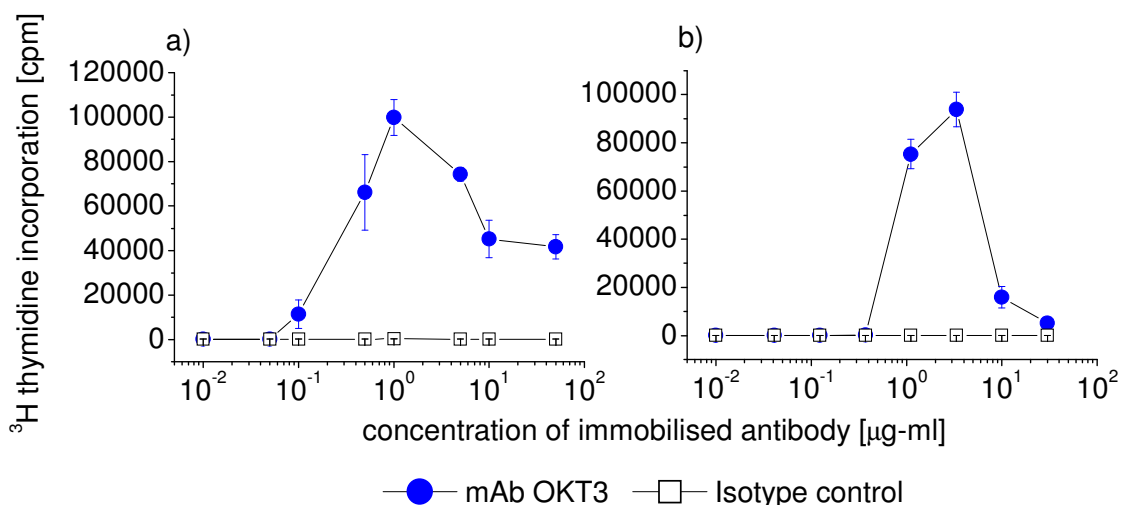 a)
b)
³H thymidine incorporation [cpm]
120000
100000
80000
60000
40000
20000
0
100000
80000
60000
40000
20000
0
10⁻² 10⁻¹ 10⁰ 10¹ 10²
10⁻² 10⁻¹ 10⁰ 10¹ 10²
concentration of immobilised antibody [μg-ml]
mAb OKT3 Isotype control